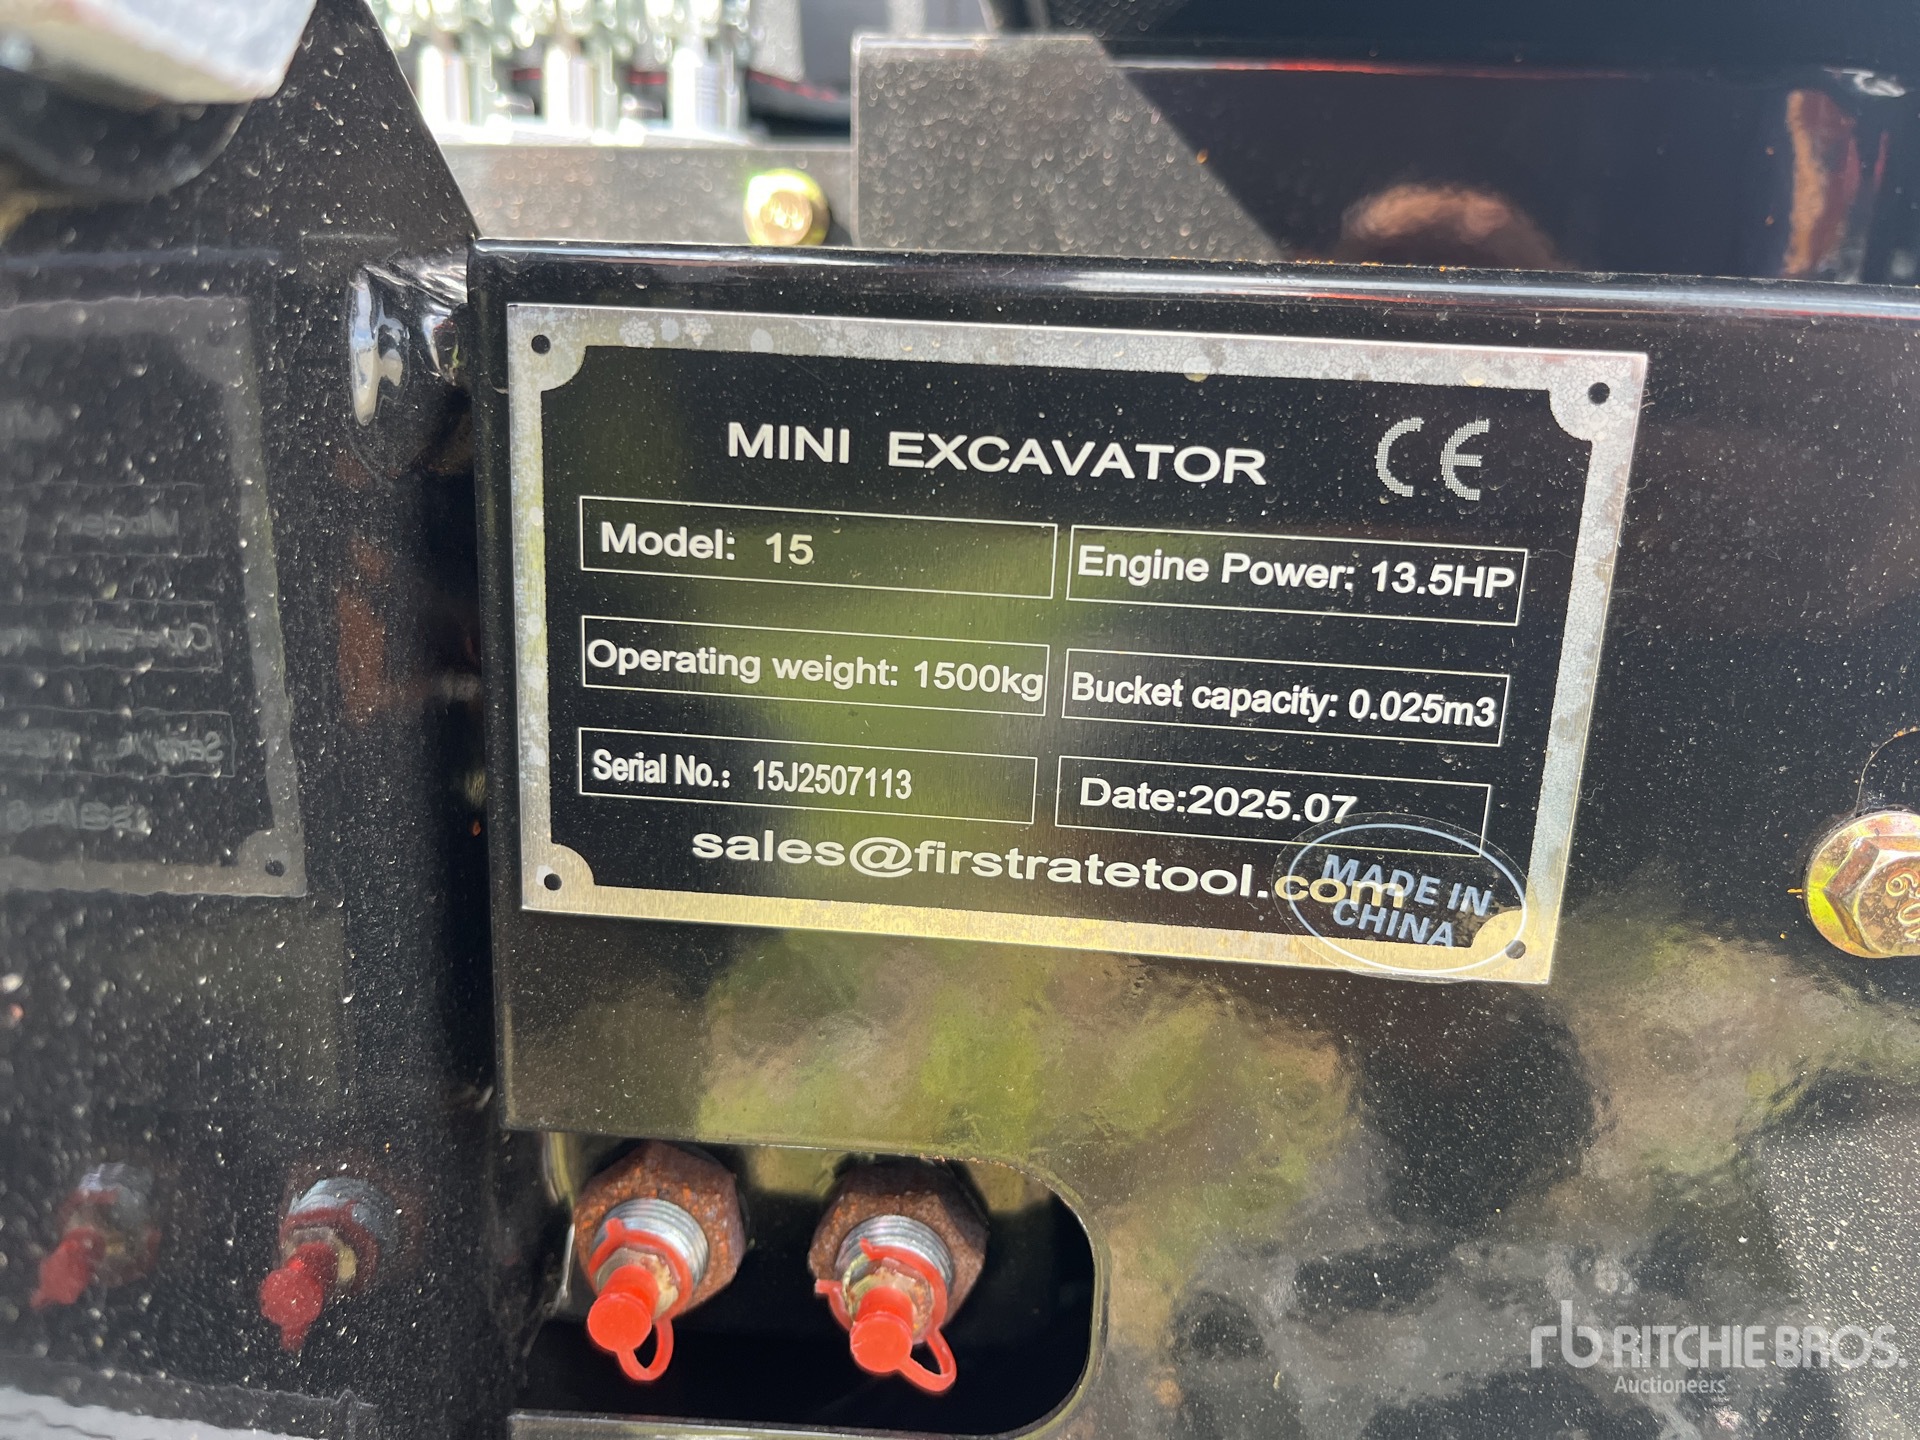 MINI EXCAVATOR CE
Model: 15
Engine Power: 13.5HP
Operating weight: 1500kg
Bucket capacity: 0.025m3
Serial No.: 15J2507113
Date:2025.07
sales@firstratetool.com
MADE IN
CHINA
rb RITCHIE BROS.
Auctioneers